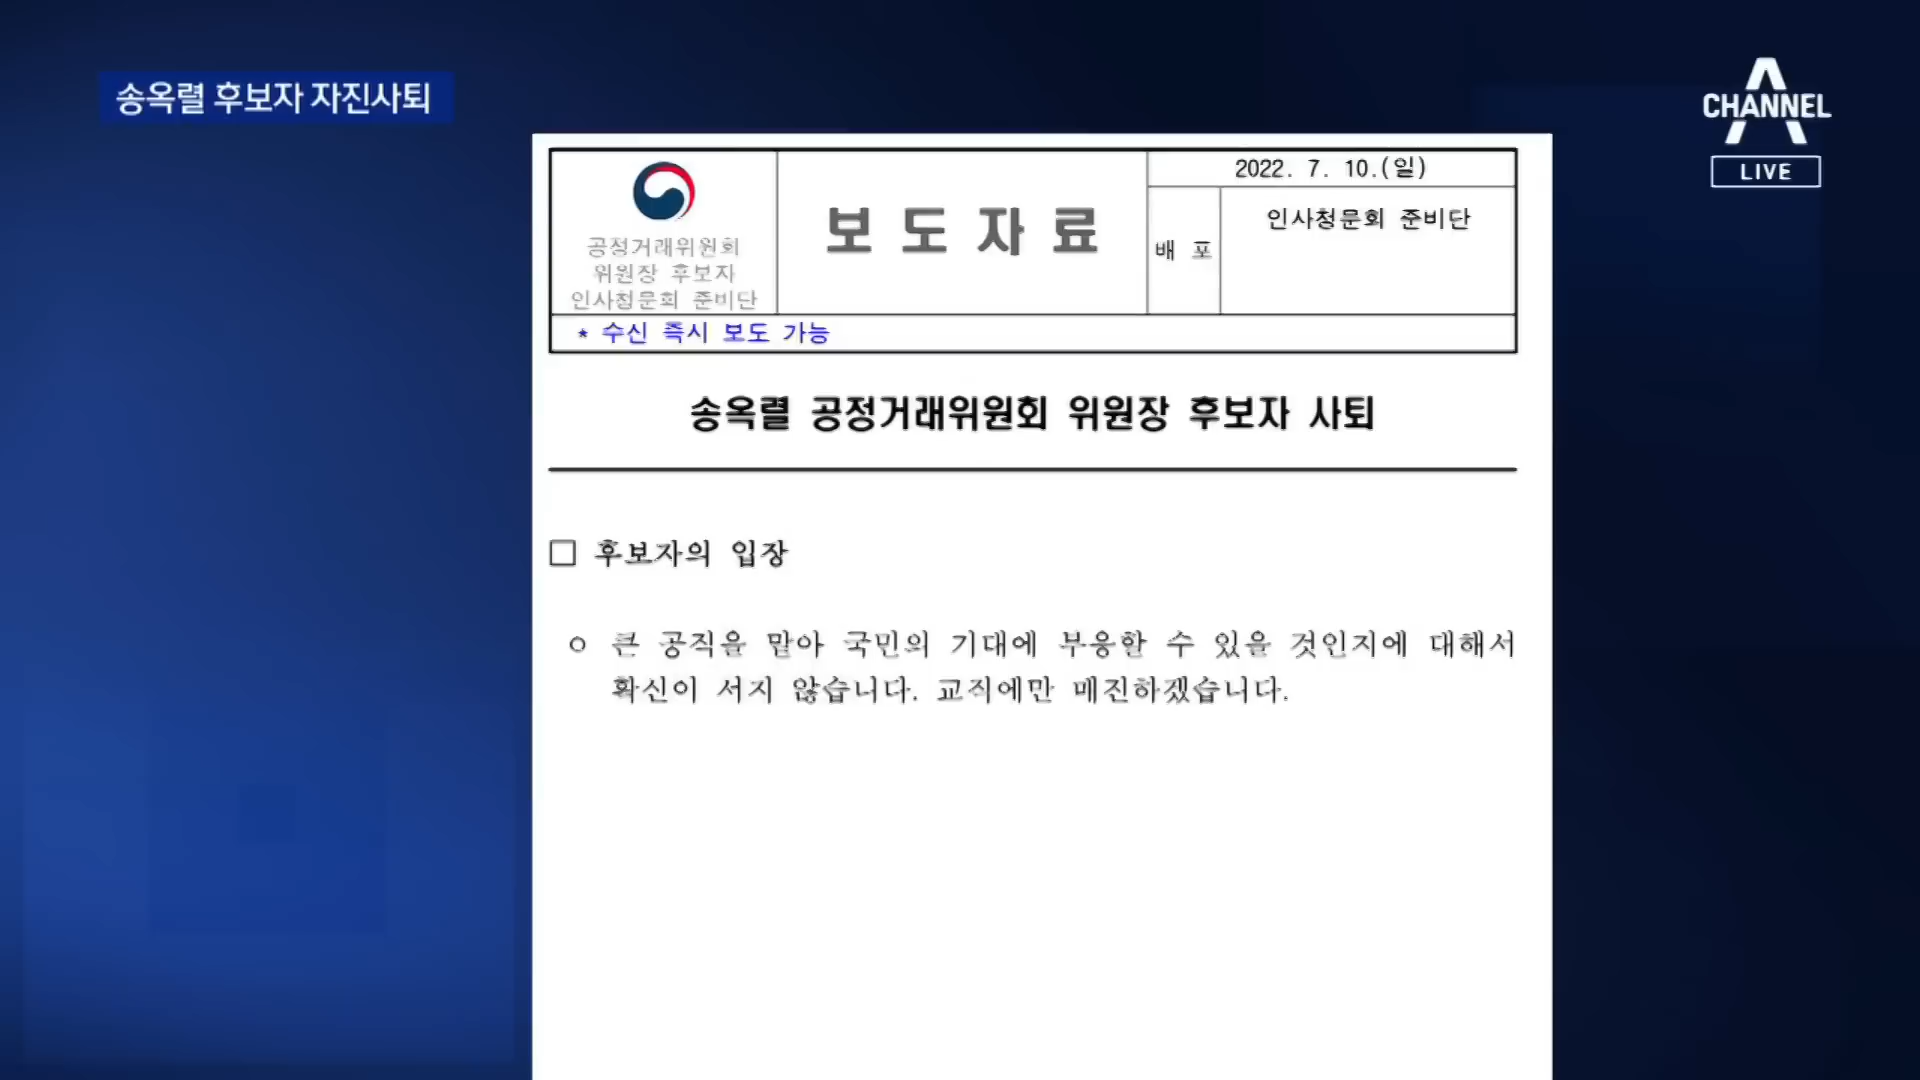 송옥렬 후보자 자진사퇴
CHANNEL A
LIVE
공정거래위원회
위원장 후보자
인사청문회 준비단
보도자료
2022. 7. 10.(일)
배 포
인사청문회 준비단
* 수신 즉시 보도 가능
송옥렬 공정거래위원회 위원장 후보자 사퇴
□ 후보자의 입장
ㅇ 큰 공직을 맡아 국민의 기대에 부응할 수 있을 것인지에 대해서
확신이 서지 않습니다. 교직에만 매진하겠습니다.